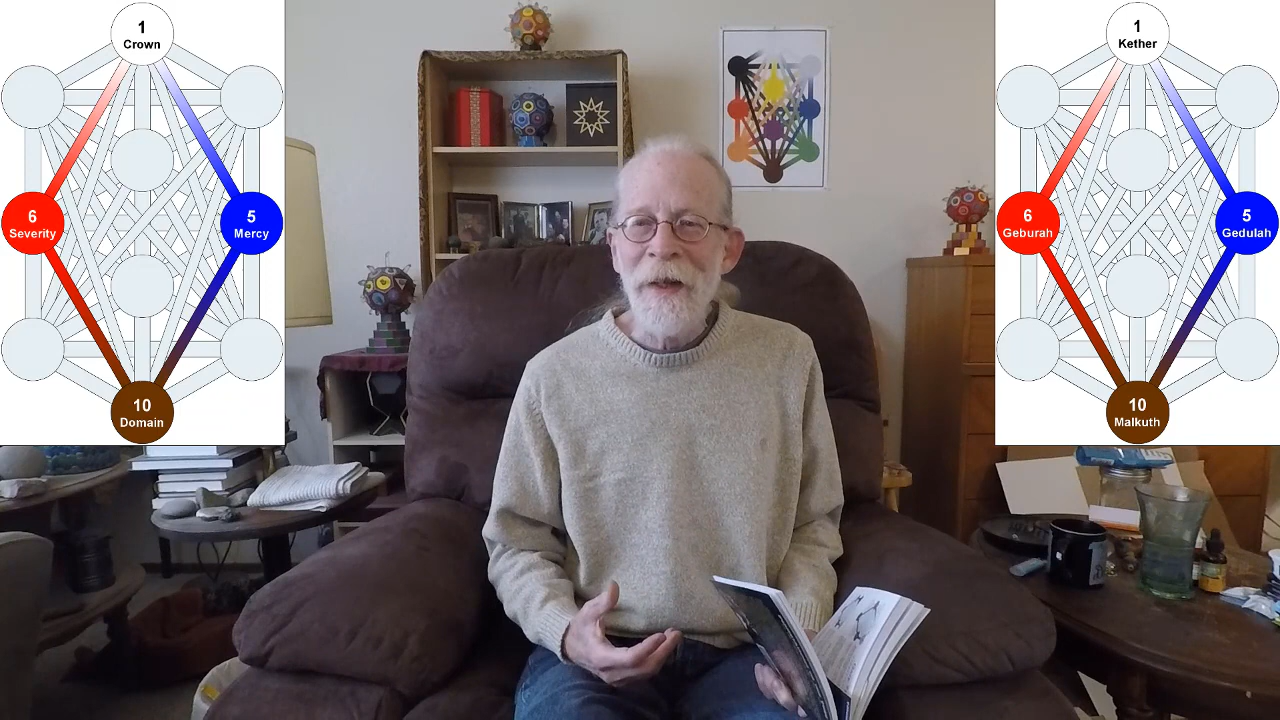 1
Crown
6
Severity
5
Mercy
10
Domain
1
Kether
6
Geburah
5
Gedulah
10
Malkuth